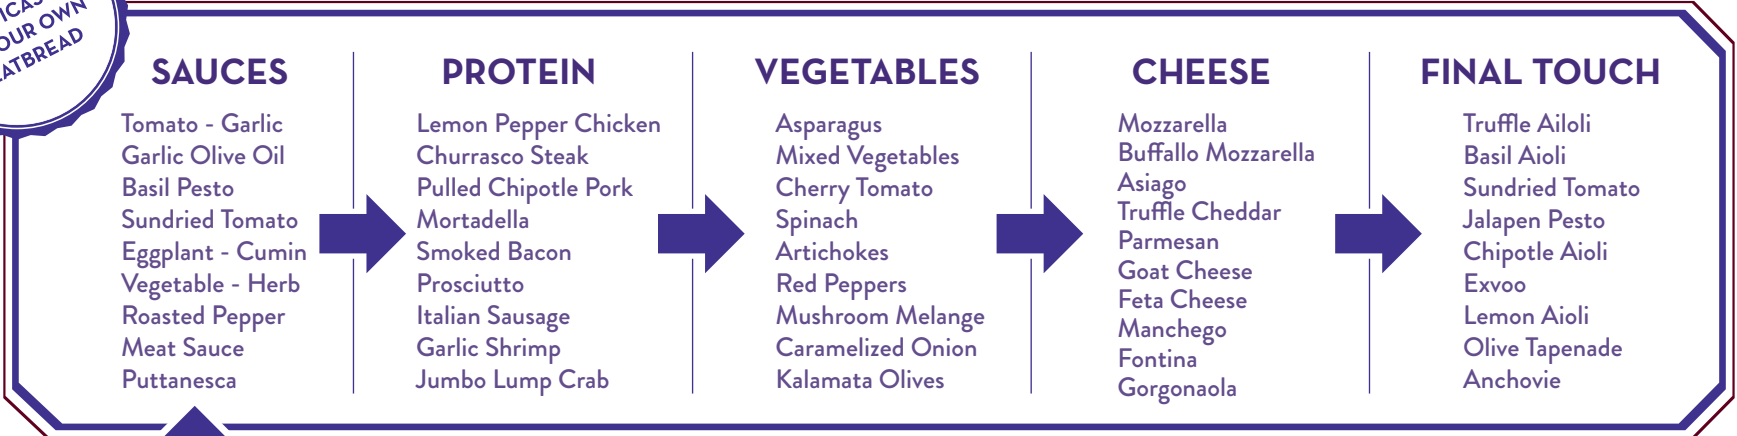 OUR OWN
SAUCES
Tomato - Garlic
Garlic Olive Oil
Basil Pesto
Sundried Tomato
Eggplant - Cumin
Vegetable - Herb
Roasted Pepper
Meat Sauce
Puttanesca
PROTEIN
Lemon Pepper Chicken
Churrasco Steak
Pulled Chipotle Pork
Mortadella
Smoked Bacon
Prosciutto
Italian Sausage
Garlic Shrimp
Jumbo Lump Crab
VEGETABLES
Asparagus
Mixed Vegetables
Cherry Tomato
Spinach
Artichokes
Red Peppers
Mushroom Melange
Caramelized Onion
Kalamata Olives
CHEESE
Mozzarella
Buffallo Mozzarella
Asiago
Truffle Cheddar
Parmesan
Goat Cheese
Feta Cheese
Manchego
Fontina
Gorgonaola
FINAL TOUCH
Truffle Ailoli
Basil Aioli
Sundried Tomato
Jalapen Pesto
Chipotle Aioli
Exvoo
Lemon Aioli
Olive Tapenade
Anchovie